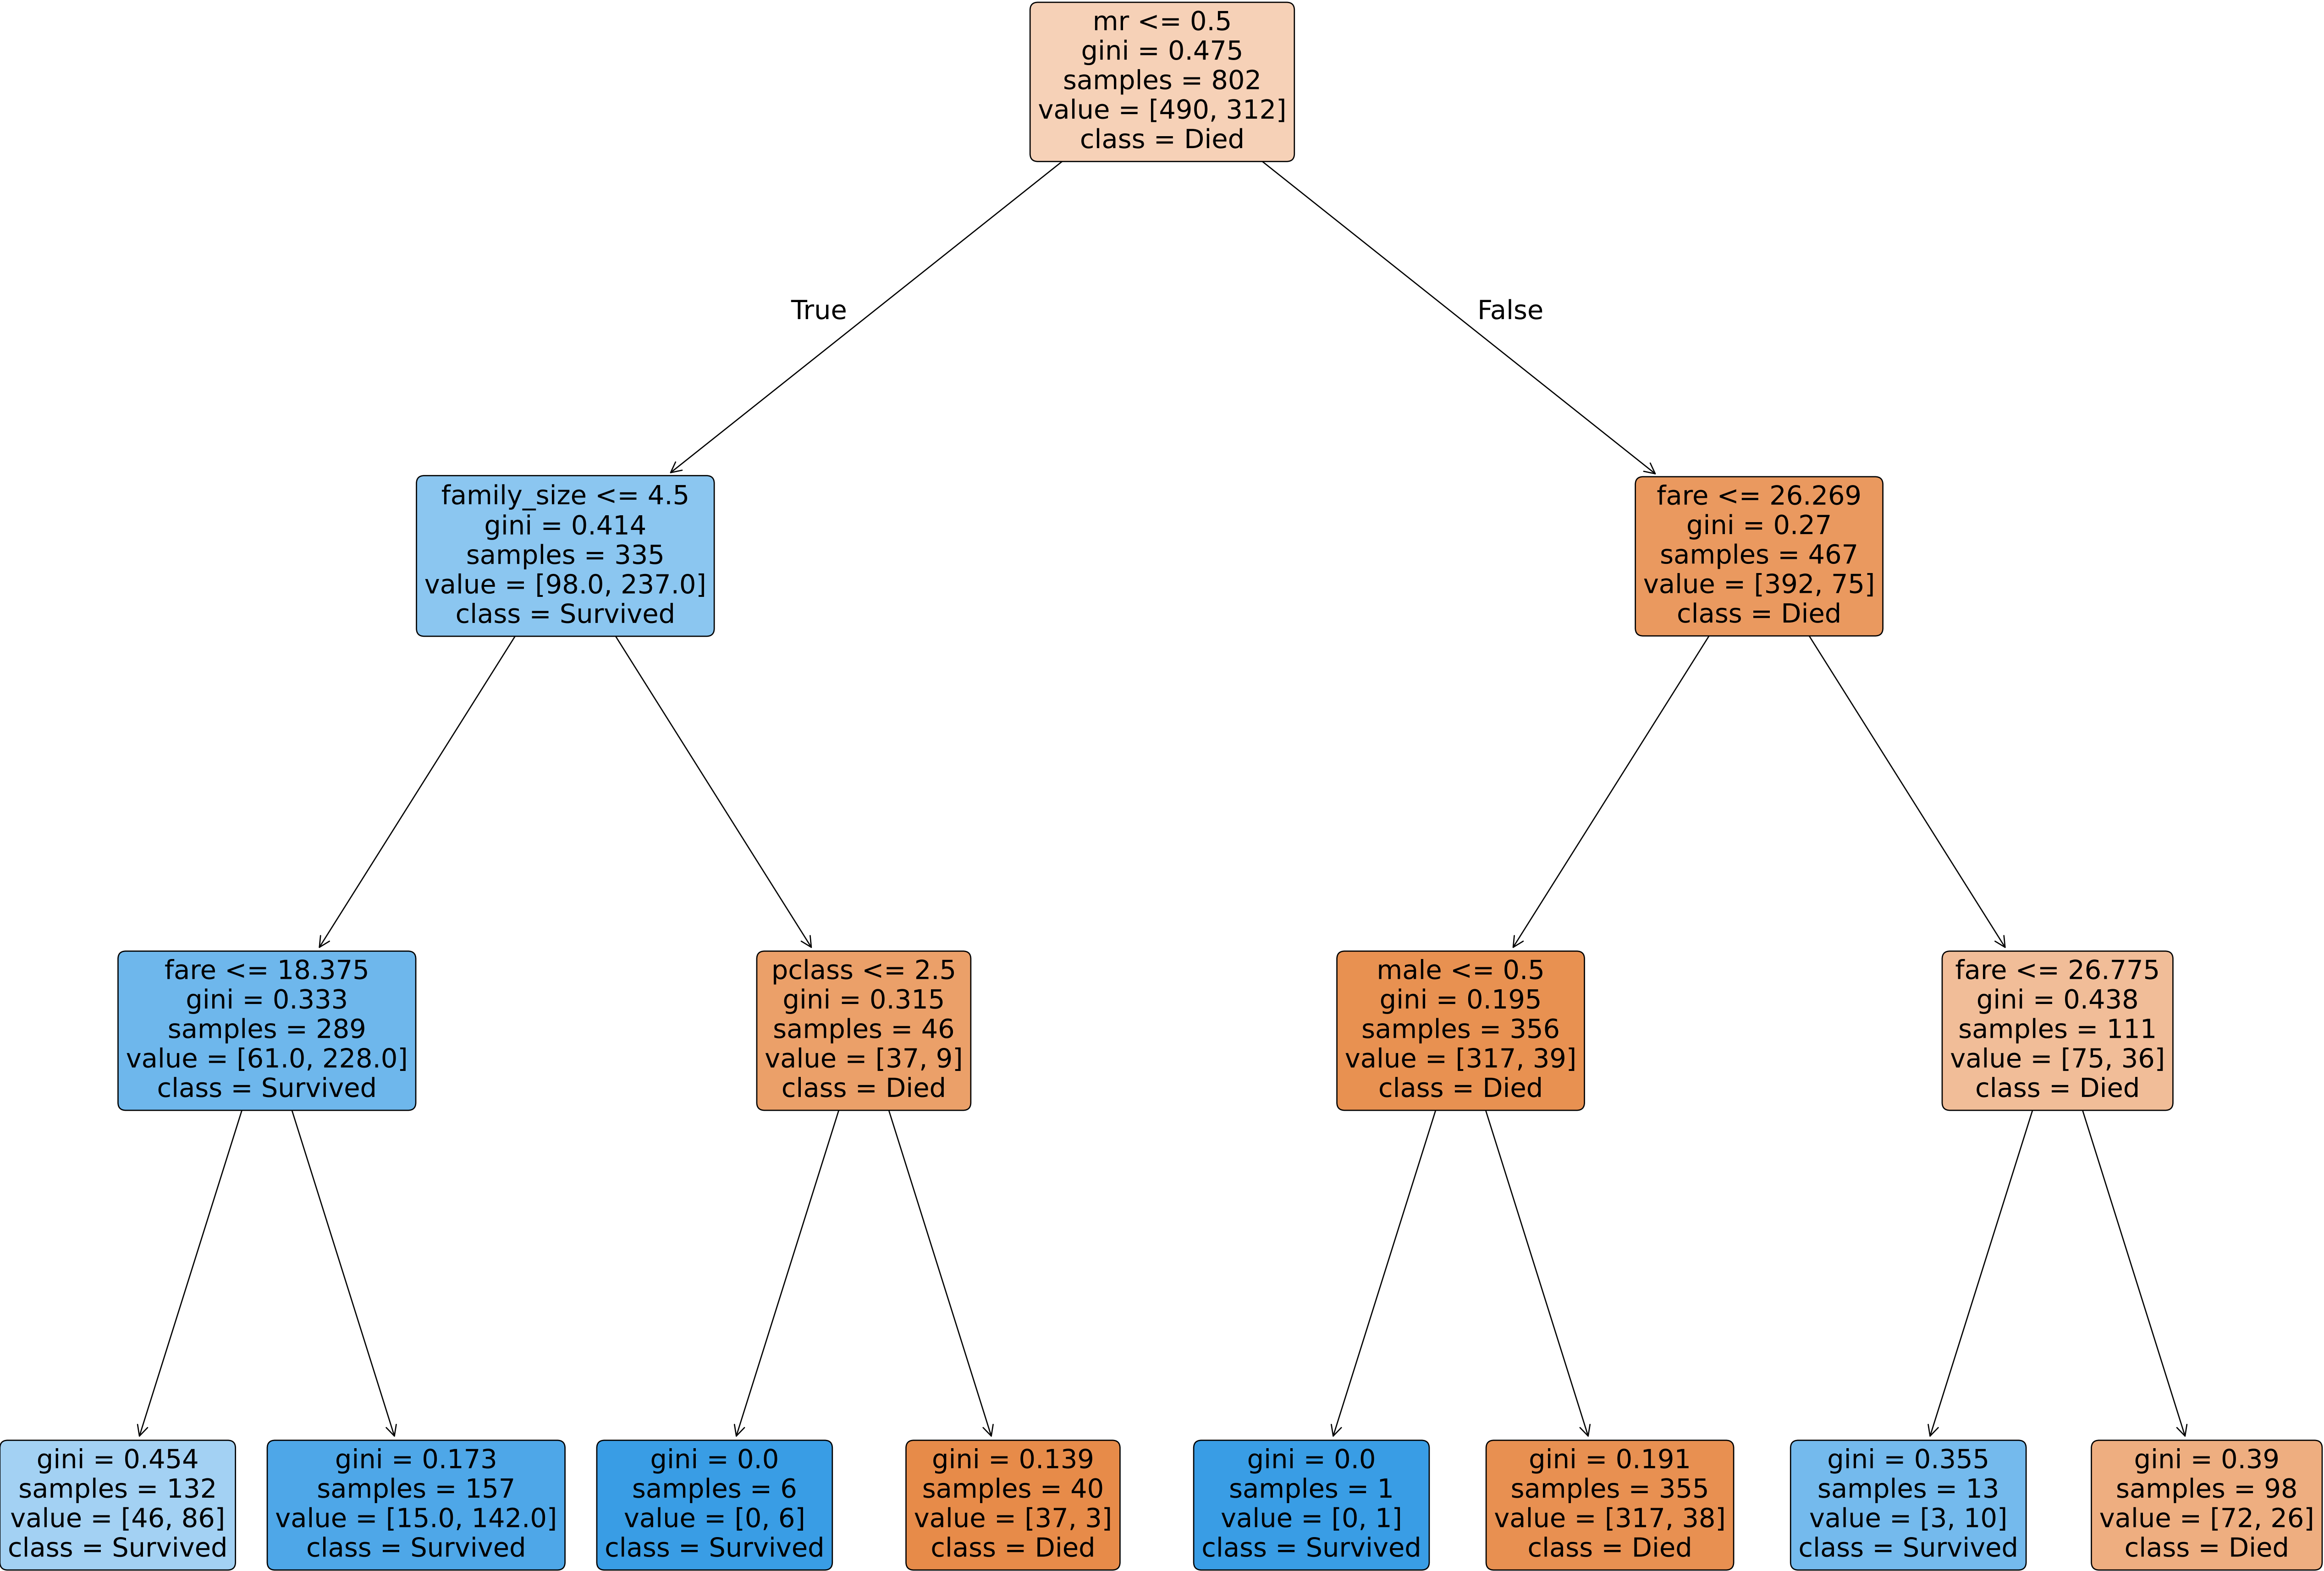 mr <= 0.5
gini = 0.475
samples = 802
value = [490, 312]
class = Died
True
False
family_size <= 4.5
gini = 0.414
samples = 335
value = [98.0, 237.0]
class = Survived
fare <= 26.269
gini = 0.27
samples = 467
value = [392, 75]
class = Died
fare <= 18.375
gini = 0.333
samples = 289
value = [61.0, 228.0]
class = Survived
pclass <= 2.5
gini = 0.315
samples = 46
value = [37, 9]
class = Died
male <= 0.5
gini = 0.195
samples = 356
value = [317, 39]
class = Died
fare <= 26.775
gini = 0.438
samples = 111
value = [75, 36]
class = Died
gini = 0.454
samples = 132
value = [46, 86]
class = Survived
gini = 0.173
samples = 157
value = [15.0, 142.0]
class = Survived
gini = 0.0
samples = 6
value = [0, 6]
class = Survived
gini = 0.139
samples = 40
value = [37, 3]
class = Died
gini = 0.0
samples = 1
value = [0, 1]
class = Survived
gini = 0.191
samples = 355
value = [317, 38]
class = Died
gini = 0.355
samples = 13
value = [3, 10]
class = Survived
gini = 0.39
samples = 98
value = [72, 26]
class = Died